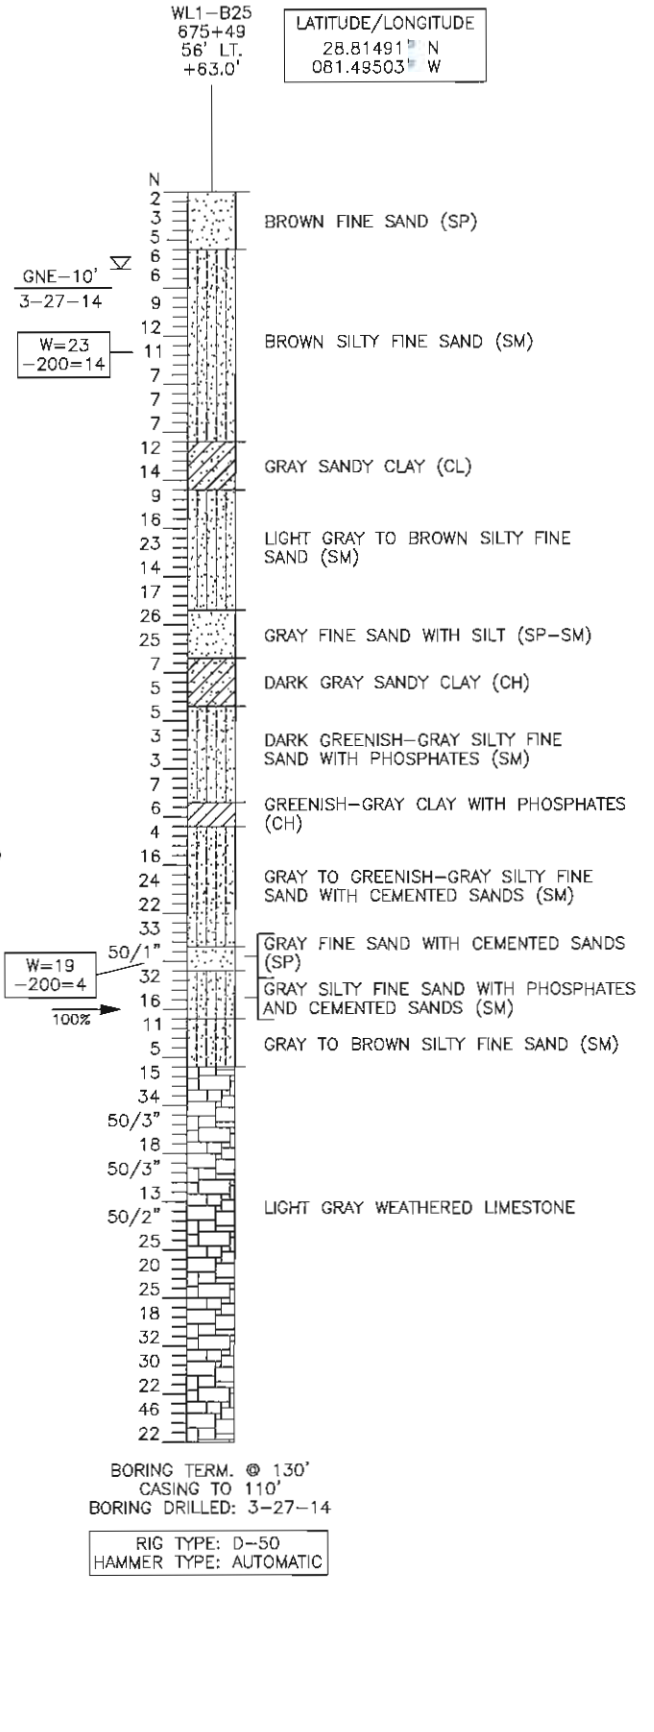 WL1-B25
675+49
56' LT.
+63.0'
LATITUDE/LONGITUDE
28.81491° N
081.49503° W
N
2
3
5
BROWN FINE SAND (SP)
6
6
GNE-10'
3-27-14
9
12
11
W=23
-200=14
BROWN SILTY FINE SAND (SM)
7
7
7
12
14
GRAY SANDY CLAY (CL)
9
16
23
14
17
LIGHT GRAY TO BROWN SILTY FINE
SAND (SM)
26
25
GRAY FINE SAND WITH SILT (SP-SM)
7
5
DARK GRAY SANDY CLAY (CH)
5
3
3
7
DARK GREENISH-GRAY SILTY FINE
SAND WITH PHOSPHATES (SM)
6
GREENISH-GRAY CLAY WITH PHOSPHATES
(CH)
4
16
24
22
33
GRAY TO GREENISH-GRAY SILTY FINE
SAND WITH CEMENTED SANDS (SM)
50/1"
W=19
-200=4
GRAY FINE SAND WITH CEMENTED SANDS
(SP)
32
16
100%
GRAY SILTY FINE SAND WITH PHOSPHATES
AND CEMENTED SANDS (SM)
11
5
GRAY TO BROWN SILTY FINE SAND (SM)
15
34
50/3"
18
50/3"
13
50/2"
LIGHT GRAY WEATHERED LIMESTONE
25
20
25
18
32
30
22
46
22
BORING TERM. @ 130'
CASING TO 110'
BORING DRILLED: 3-27-14
RIG TYPE: D-50
HAMMER TYPE: AUTOMATIC